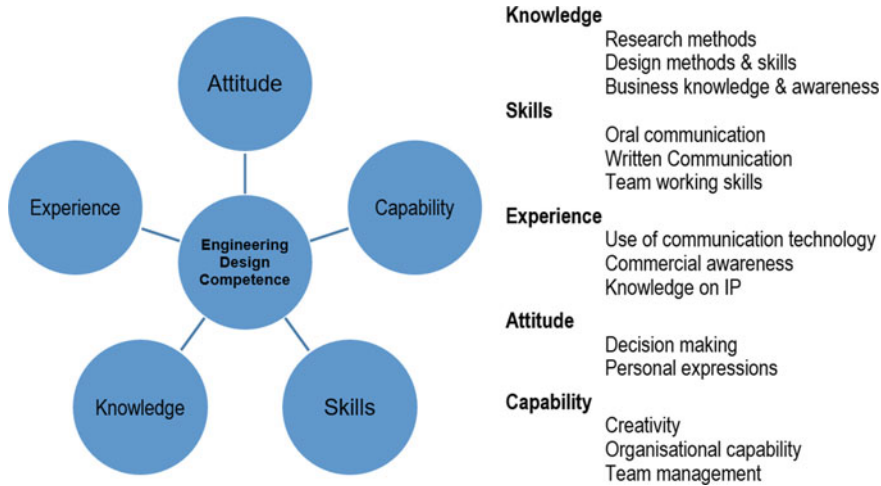 Attitude
Experience
Capability
Engineering
Design
Competence
Knowledge
Skills
Knowledge
Research methods
Design methods & skills
Business knowledge & awareness
Skills
Oral communication
Written Communication
Team working skills
Experience
Use of communication technology
Commercial awareness
Knowledge on IP
Attitude
Decision making
Personal expressions
Capability
Creativity
Organisational capability
Team management